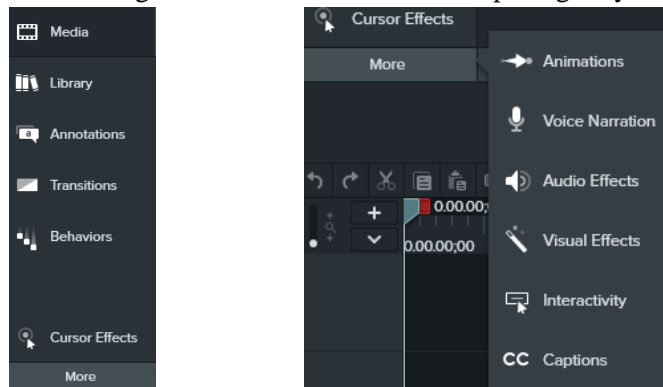 Media
Library
Annotations
Transitions
Behaviors
Cursor Effects
More
Cursor Effects
More
Animations
Voice Narration
Audio Effects
Visual Effects
Interactivity
CC Captions
0.00.00;
0.00.00;00